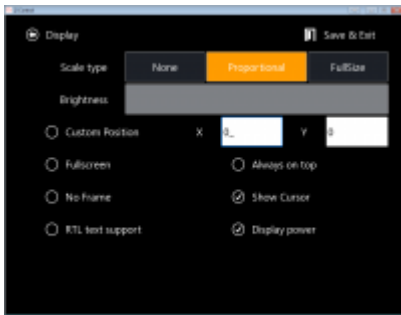 Display Save & Exit
Scale type None Proportional FullSize
Brightness
Custom Position X 0_ Y 0
Fullscreen Always on top
No Frame Show Cursor
RTL text support Display power